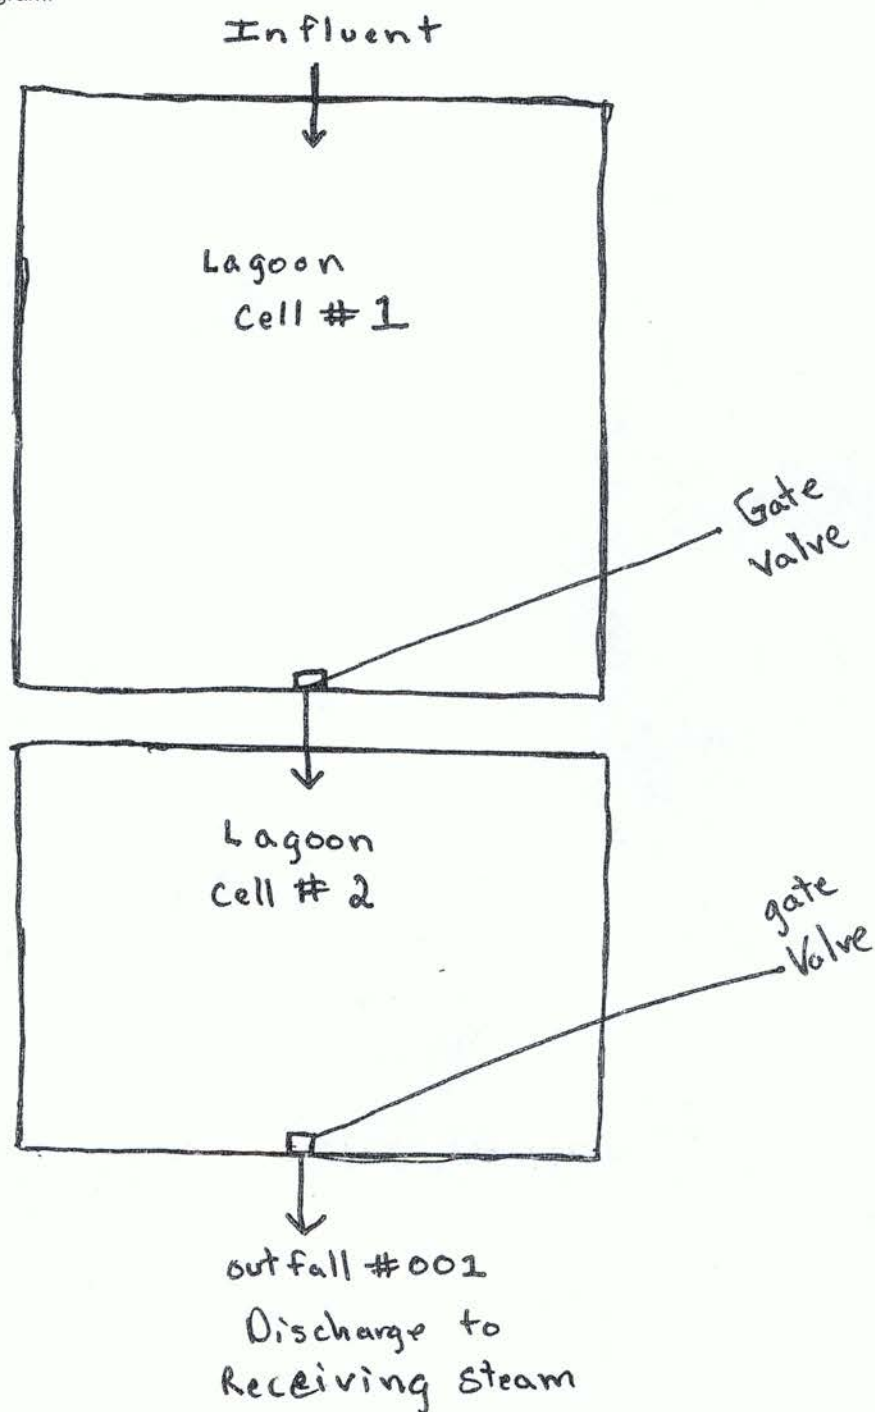 Influent
Lagoon
Cell # 1
Gate
Valve
Lagoon
Cell # 2
gate
Valve
outfall #001
Discharge to
Receiving Steam